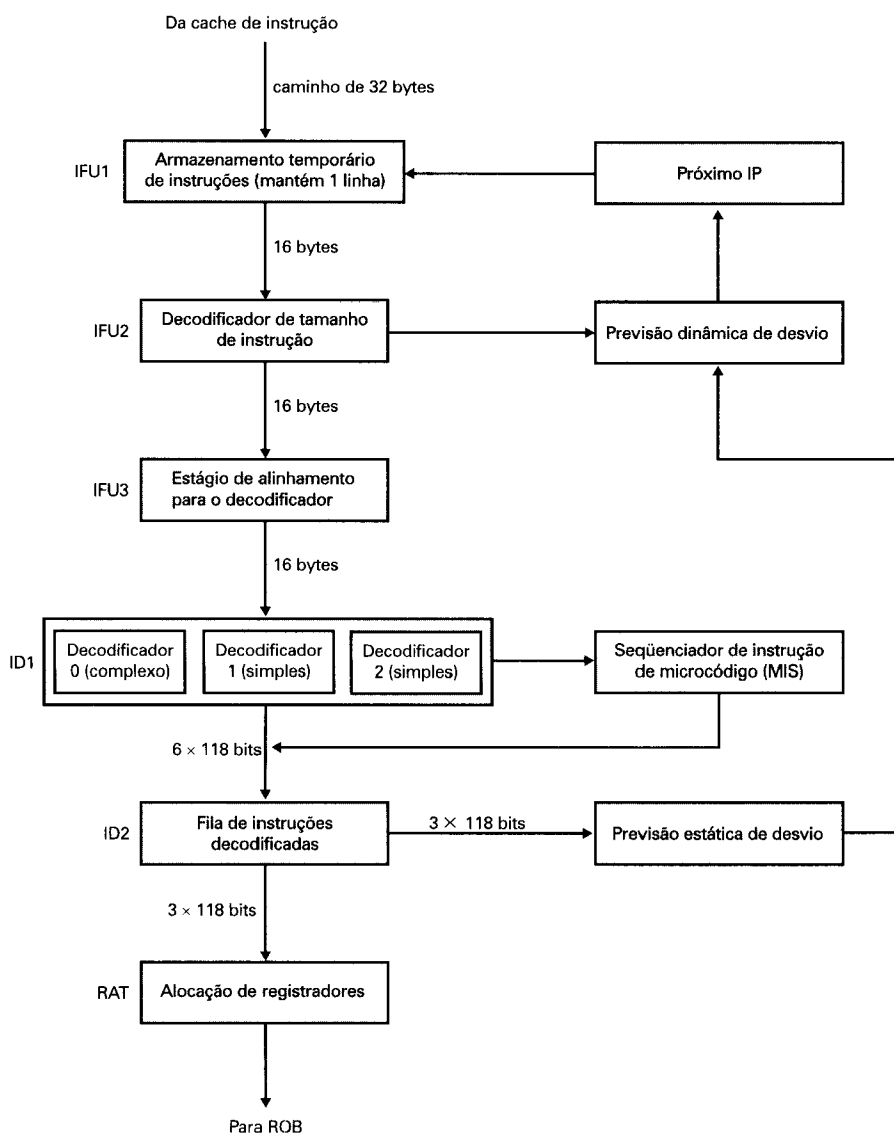 Da cache de instrução
caminho de 32 bytes
IFU1
Armazenamento temporário
de instruções (mantém 1 linha)
Próximo IP
16 bytes
IFU2
Decodificador de tamanho
de instrução
Previsão dinâmica de desvio
16 bytes
IFU3
Estágio de alinhamento
para o decodificador
16 bytes
ID1
Decodificador
0 (complexo)
Decodificador
1 (simples)
Decodificador
2 (simples)
Seqüenciador de instrução
de microcódigo (MIS)
6 × 118 bits
ID2
Fila de instruções
decodificadas
3 × 118 bits
Previsão estática de desvio
3 × 118 bits
RAT
Alocação de registradores
Para ROB